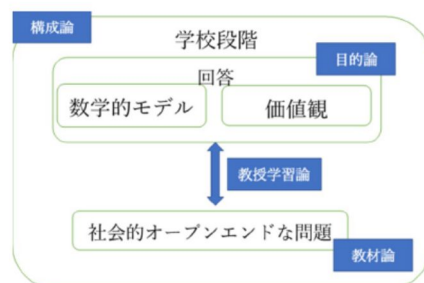 構成論
学校段階
目的論
回答
数学的モデル
価値観
教授学習論
社会的オープンエンドな問題
教材論